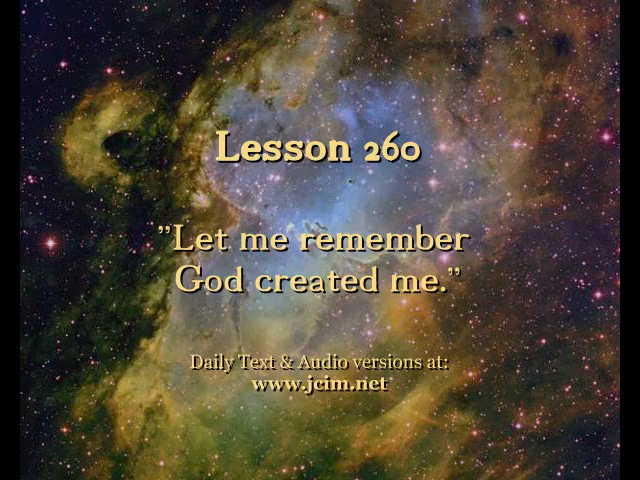 Lesson 260
"Let me remember
God created me."
Daily Text & Audio versions at:
www.jcim.net